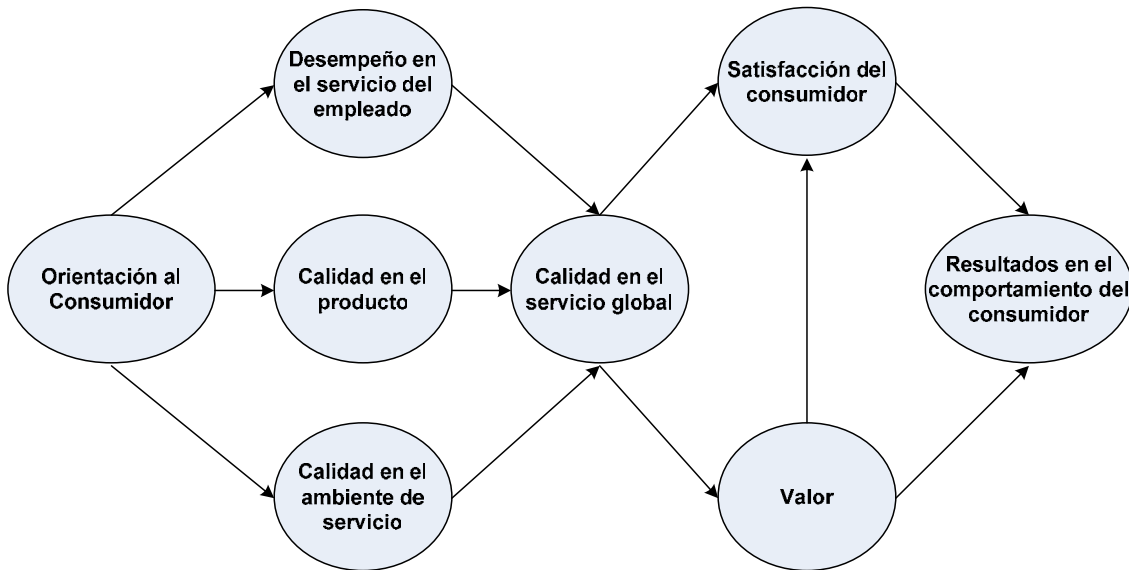 Desempeño en
el servicio del
empleado
Satisfacción del
consumidor
Orientación al
Consumidor
Calidad en el
producto
Calidad en el
servicio global
Resultados en el
comportamiento del
consumidor
Calidad en el
ambiente de
servicio
Valor